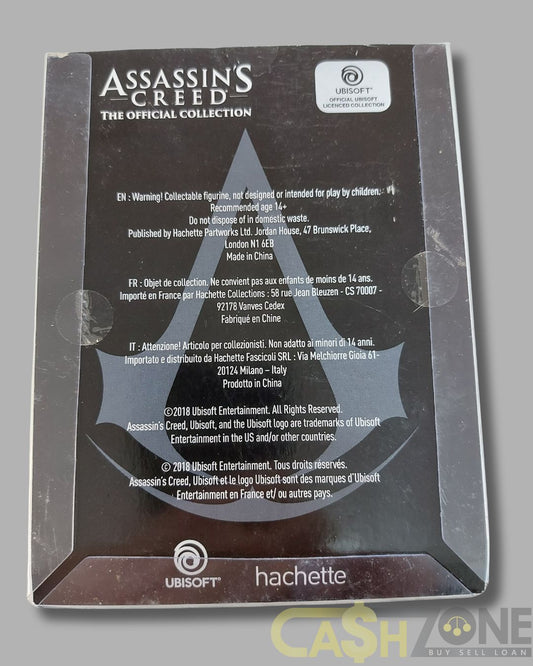 ASSASSIN'S
CREED
THE OFFICIAL COLLECTION
UBISOFT®
OFFICIAL UBISOFT
LICENCED COLLECTION
EN : Warning! Collectable figurine, not designed or intended for play by children.
Recommended age 14+
Do not dispose of in domestic waste.
Published by Hachette Partworks Ltd. Jordan House, 47 Brunswick Place,
London N1 6EB
Made in China
FR : Objet de collection. Ne convient pas aux enfants de moins de 14 ans.
Importé en France par Hachette Collections : 58 rue Jean Bleuzen - CS 70007 -
92178 Vanves Cedex
Fabriqué en Chine
IT : Attenzione! Articolo per collezionisti. Non adatto ai minori di 14 anni.
Importato e distribuito da Hachette Fascicoli SRL : Via Melchiorre Gioia 61-
20124 Milano – Italy
Prodotto in China
©2018 Ubisoft Entertainment. All Rights Reserved.
Assassin's Creed, Ubisoft, and the Ubisoft logo are trademarks of Ubisoft
Entertainment in the US and/or other countries.
© 2018 Ubisoft Entertainment. Tous droits réservés.
Assassin's Creed, Ubisoft et le logo Ubisoft sont des marques d'Ubisoft
Entertainment en France et/ ou autres pays.
UBISOFT®
hachette
CA$HZONE
BUY SELL LOAN